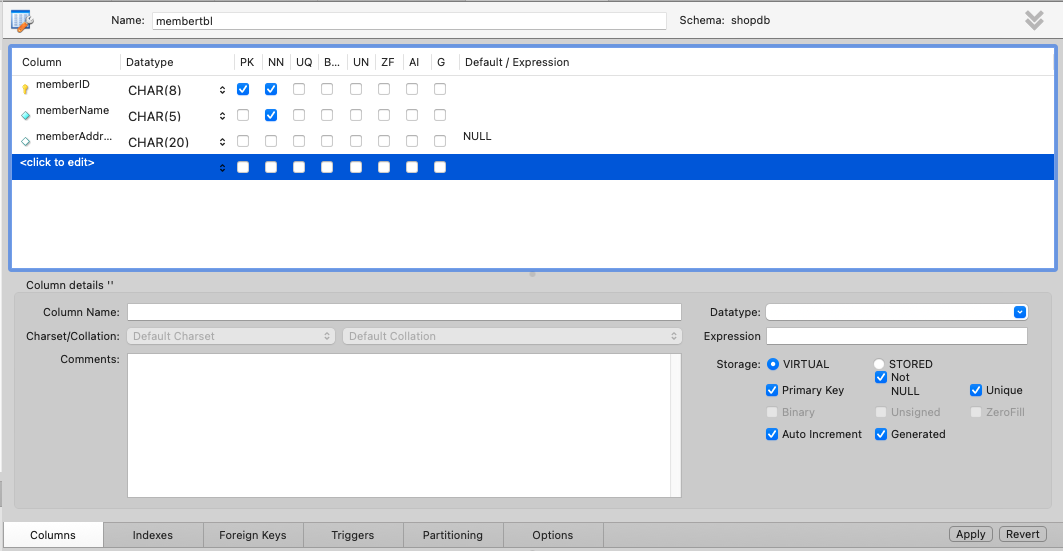 Name: membertbl Schema: shopdb
Column Datatype PK NN UQ B... UN ZF AI G Default / Expression
memberID CHAR(8)
memberName CHAR(5)
memberAddr... CHAR(20) NULL
<click to edit>
Column details ''
Column Name: Datatype:
Charset/Collation: Default Charset Default Collation Expression
Comments: Storage: VIRTUAL STORED
Primary Key Not NULL Unique
Binary Unsigned ZeroFill
Auto Increment Generated
Columns Indexes Foreign Keys Triggers Partitioning Options Apply Revert